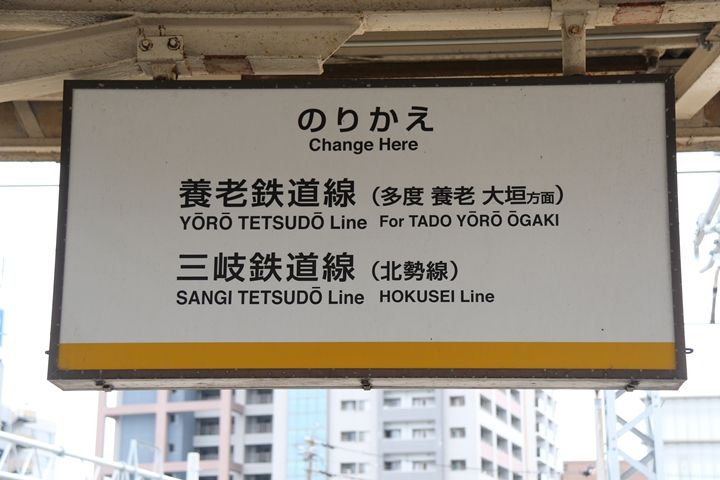 のりかえ
Change Here
養老鉄道線（多度 養老 大垣方面）
YŌRŌ TETSUDŌ Line For TADO YŌRŌ ŌGAKI
三岐鉄道線（北勢線）
SANGI TETSUDŌ Line HOKUSEI Line